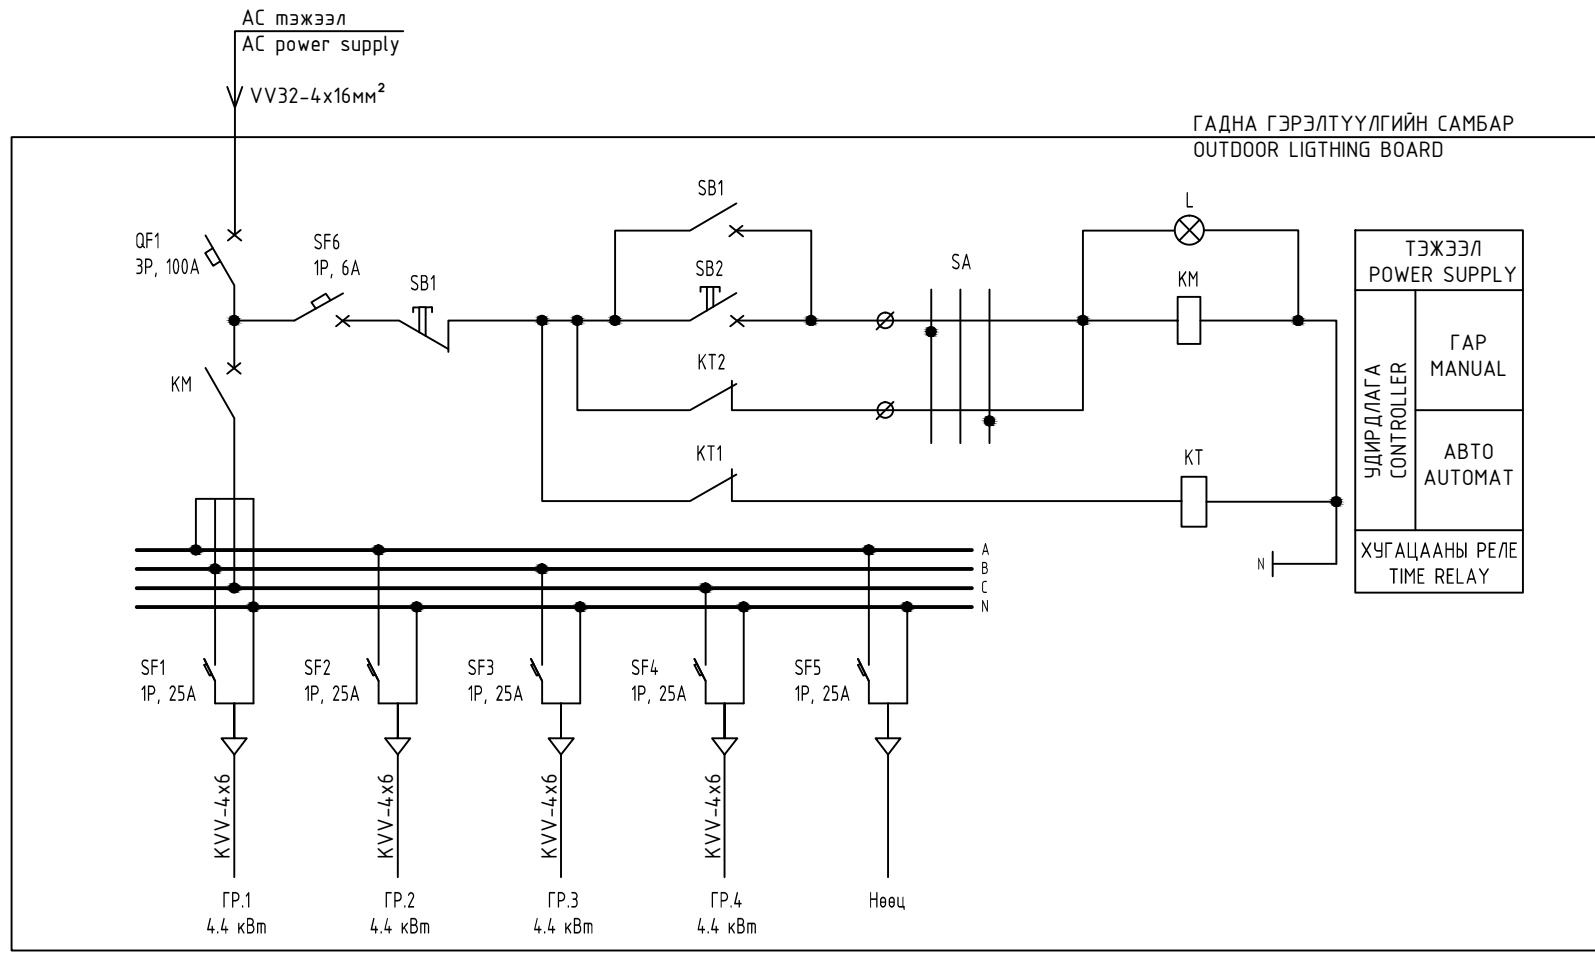 АС тэжээл
AC power supply
VV32-4x16мм²
ГАДНА ГЭРЭЛТҮҮЛГИЙН САМБАР
OUTDOOR LIGTHING BOARD
QF1
3P, 100A
SF6
1P, 6A
SB1
SB1
SB2
KT2
KT1
SA
L
KM
KT
KM
N
ТЭЖЭЭЛ
POWER SUPPLY
УДИРДЛАГА
CONTROLLER
ГАР
MANUAL
АВТО
AUTOMAT
ХУГАЦААНЫ РЕЛЕ
TIME RELAY
A
B
C
N
SF1
1P, 25A
SF2
1P, 25A
SF3
1P, 25A
SF4
1P, 25A
SF5
1P, 25A
KVV-4x6
KVV-4x6
KVV-4x6
KVV-4x6
ГР.1
4.4 кВт
ГР.2
4.4 кВт
ГР.3
4.4 кВт
ГР.4
4.4 кВт
Нөөц